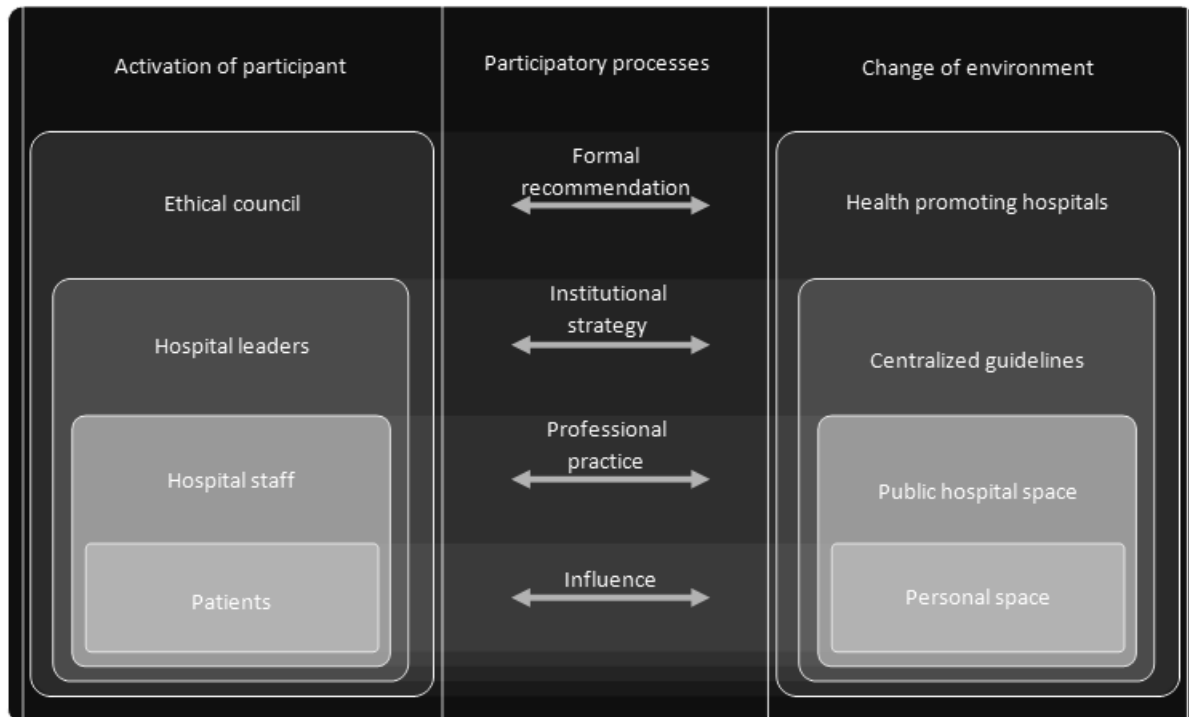 Activation of participant
Participatory processes
Change of environment
Ethical council
Formal
recommendation
Health promoting hospitals
Hospital leaders
Institutional
strategy
Centralized guidelines
Hospital staff
Professional
practice
Public hospital space
Patients
Influence
Personal space